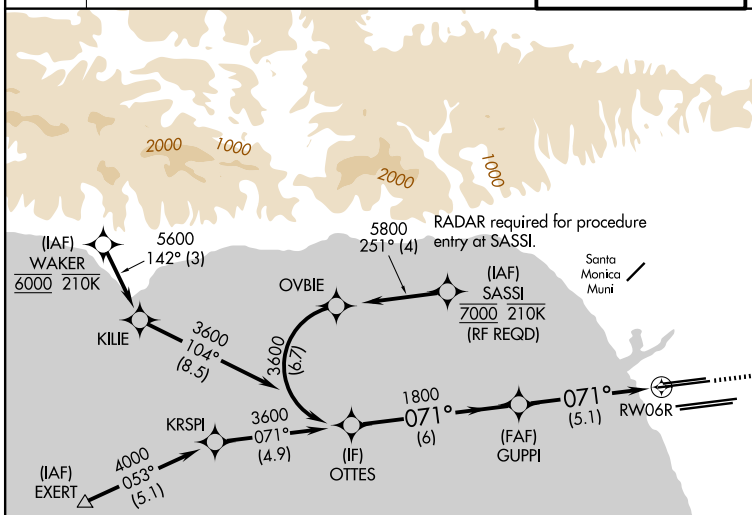 2000
1000
2000
1000
RADAR required for procedure
entry at SASSI.
(IAF)
WAKER
6000 210K
5600
142° (3)
5800
251° (4)
Santa
Monica
Muni
OVBIE
(IAF)
SASSI
7000 210K
(RF REQD)
KILIE
3600
104°
(8.5)
3600
(6.7)
KRSPI
3600
071°
(4.9)
1800
071°
(6)
071°
(5.1)
RW06R
(IF)
OTTES
(FAF)
GUPPI
(IAF)
EXERT
4000
053°
(5.1)